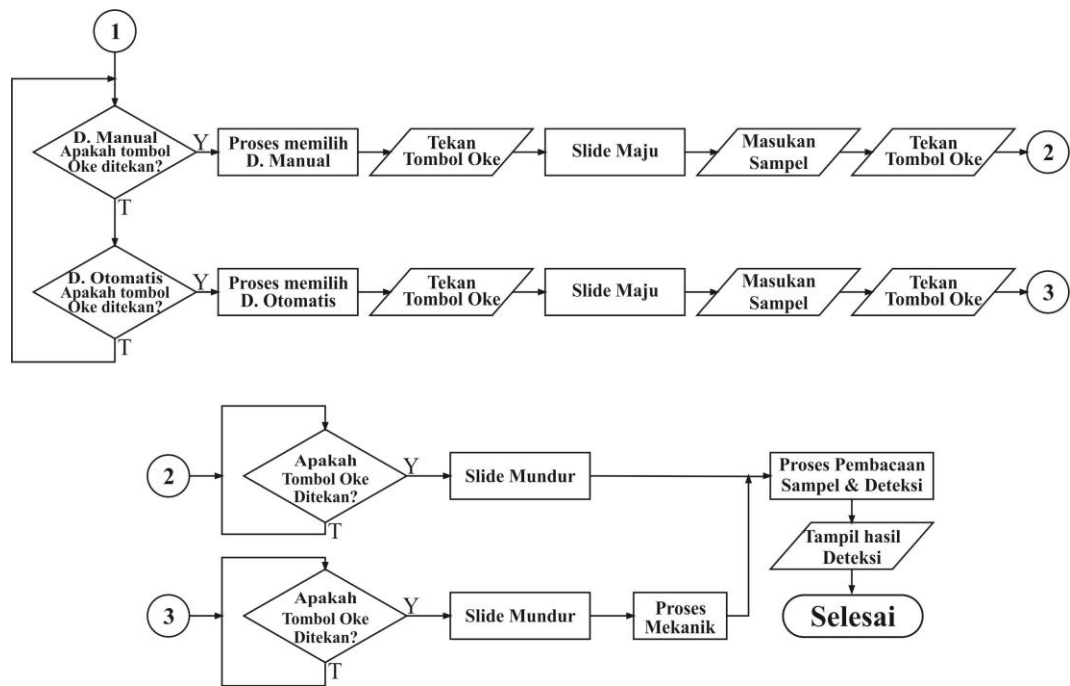 1
D. Manual
Apakah tombol
Oke ditekan?
Y
Proses memilih
D. Manual
Tekan
Tombol Oke
Slide Maju
Masukan
Sampel
Tekan
Tombol Oke
2
T
D. Otomatis
Apakah tombol
Oke ditekan?
Y
Proses memilih
D. Otomatis
Tekan
Tombol Oke
Slide Maju
Masukan
Sampel
Tekan
Tombol Oke
3
T
2
Apakah
Tombol Oke
Ditekan?
Y
Slide Mundur
Proses Pembacaan
Sampel & Deteksi
T
Tampil hasil
Deteksi
3
Apakah
Tombol Oke
Ditekan?
Y
Slide Mundur
Proses
Mekanik
Selesai
T